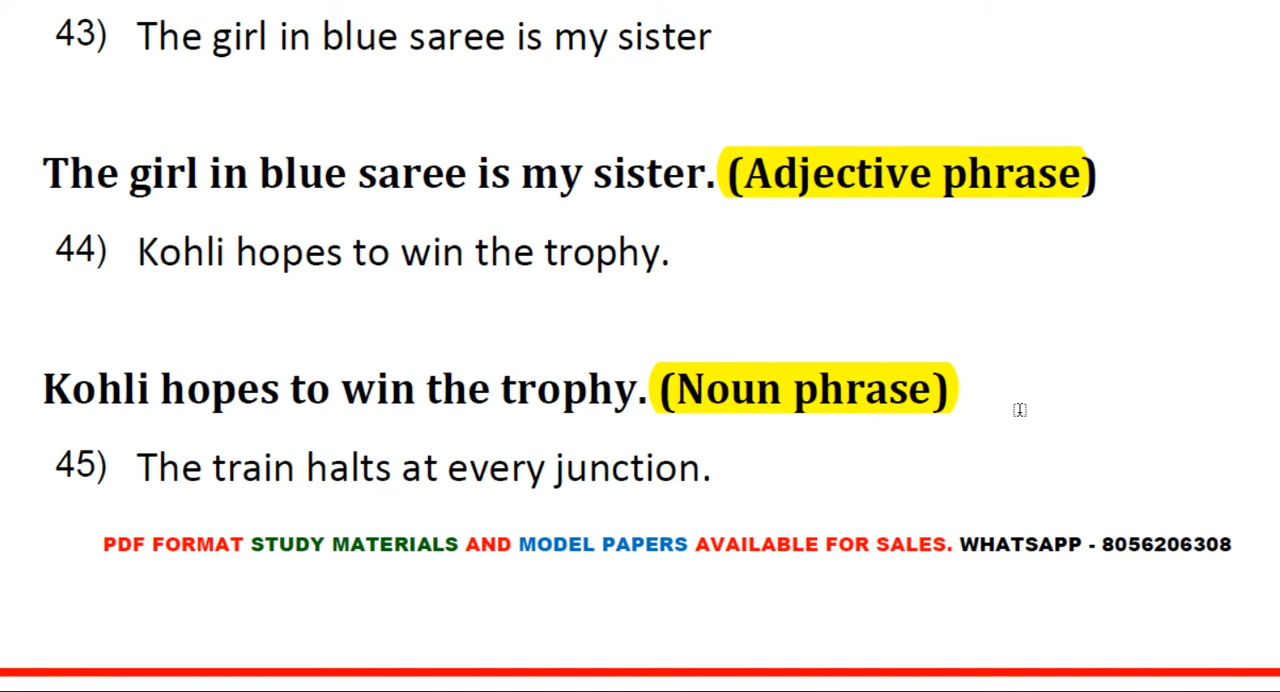 43) The girl in blue saree is my sister
The girl in blue saree is my sister. (Adjective phrase)
44) Kohli hopes to win the trophy.
Kohli hopes to win the trophy. (Noun phrase)
45) The train halts at every junction.
PDF FORMAT STUDY MATERIALS AND MODEL PAPERS AVAILABLE FOR SALES. WHATSAPP - 8056206308